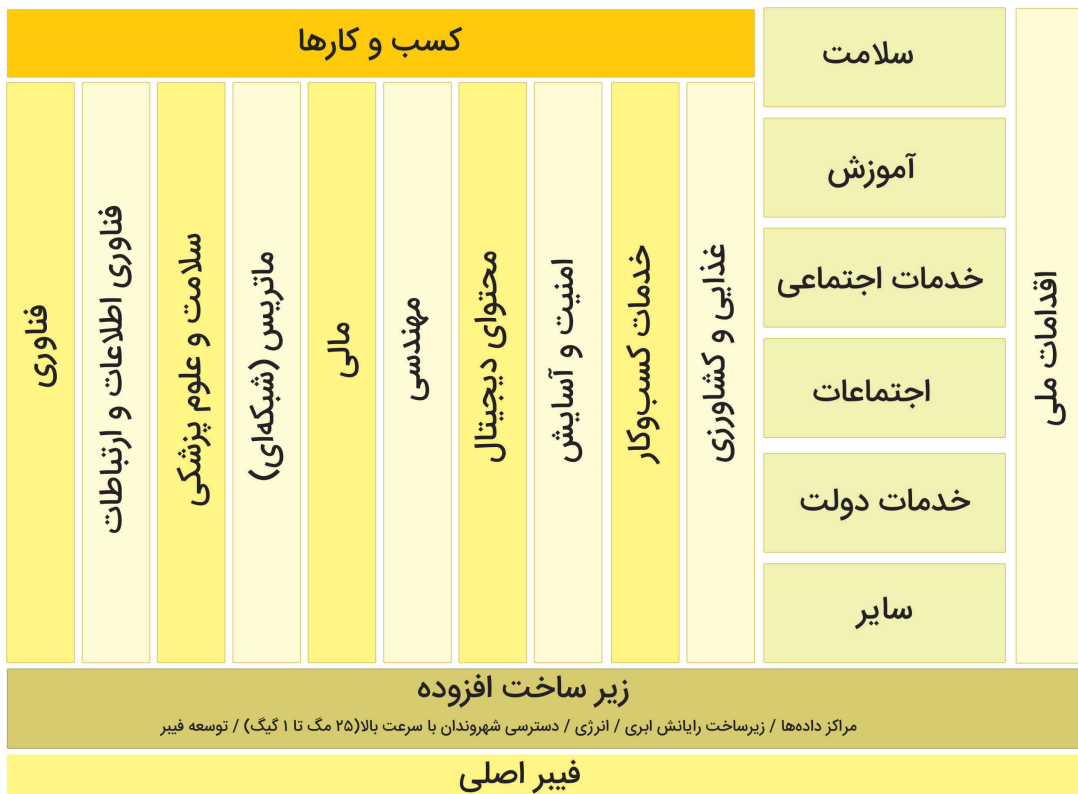 اقدامات ملی
سلامت
آموزش
خدمات اجتماعی
اجتماعات
خدمات دولت
سایر
کسب و کارها
غذایی و کشاورزی
خدمات کسب‌وکار
امنیت و آسایش
محتوای دیجیتال
مهندسی
مالی
ماتریس (شبکه‌ای)
سلامت و علوم پزشکی
فناوری اطلاعات و ارتباطات
فناوری
زیر ساخت افزوده
مراکز داده‌ها / زیرساخت رایانش ابری / انرژی / دسترسی شهروندان با سرعت بالا(۲۵ مگ تا ۱ گیگ) / توسعه فیبر
فیبر اصلی